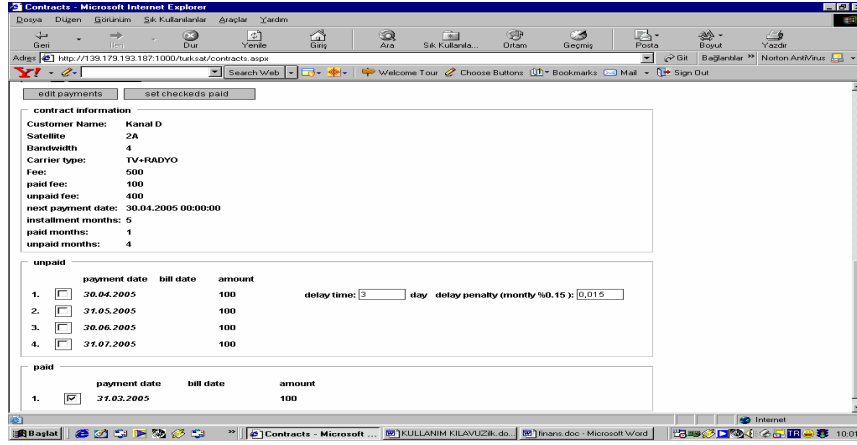 Contracts - Microsoft Internet Explorer
Dosya Düzen Görünüm Sık Kullanılanlar Araçlar Yardım
Geri İleri Dur Yenile Giriş Ara Sık Kullanıla... Ortam Geçmiş Posta Boyut Yazdır
Adres http://139.179.193.187:1000/turksat/contracts.aspx Git Bağlantılar » Norton AntiVirus
Y! Search Web Welcome Tour Choose Buttons Bookmarks Mail Sign Out
edit payments set checkeds paid
contract information
Customer Name: Kanal D
Satellite 2A
Bandwidth 4
Carrier type: TV+RADYO
Fee: 500
paid fee: 100
unpaid fee: 400
next payment date: 30.04.2005 00:00:00
installment months: 5
paid months: 1
unpaid months: 4
unpaid
payment date bill date amount
1. 30.04.2005 100 delay time: 3 day delay penalty (montly %0.15 ): 0,015
2. 31.05.2005 100
3. 30.06.2005 100
4. 31.07.2005 100
paid
payment date bill date amount
1. 31.03.2005 100
Internet
Başlat » Contracts - Microsoft ... KULLANIM KILAVUZilk.do... finans.doc - Microsoft Word TR